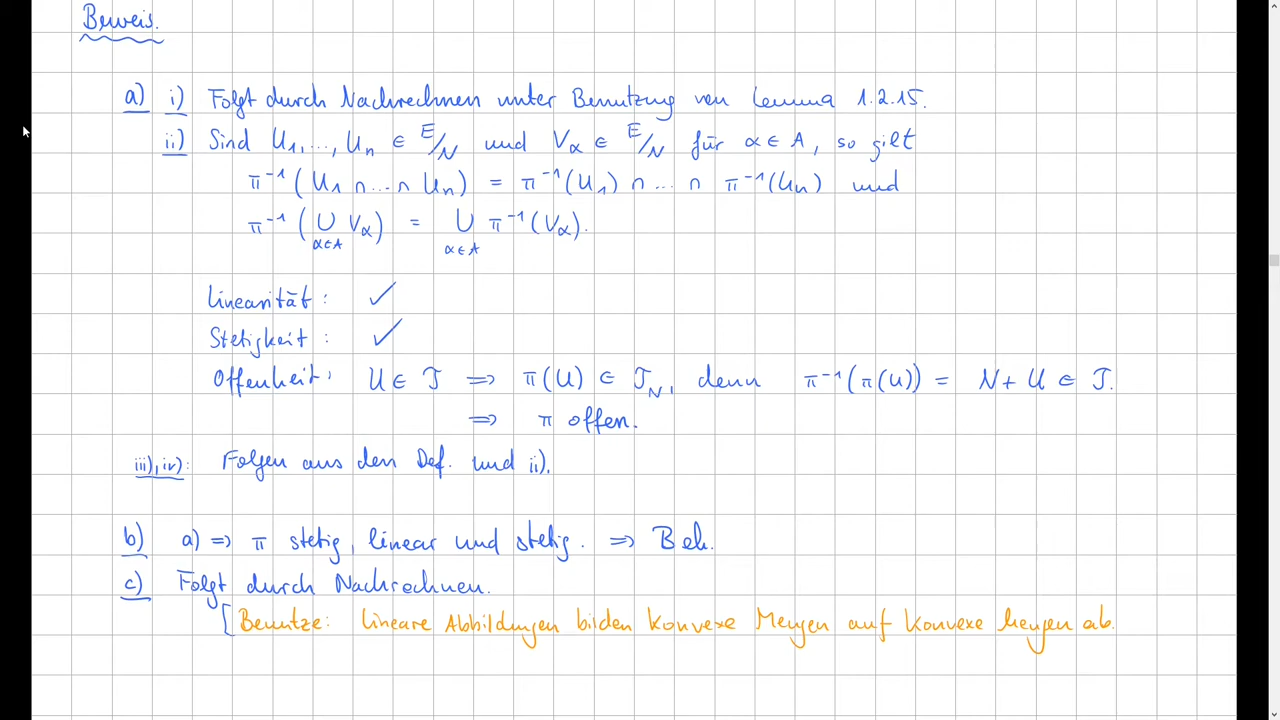 Beweis.
a) i) Folgt durch Nachrechnen unter Benutzung von Lemma 1.2.15.
ii) Sind U₁,..., Uₙ ∈ E/N und Vα ∈ E/N für α ∈ A, so gilt
π⁻¹(U₁ ∩ ... ∩ Uₙ) = π⁻¹(U₁) ∩ ... ∩ π⁻¹(Uₙ) und
π⁻¹(⋃_{α∈A} Vα) = ⋃_{α∈A} π⁻¹(Vα).
Linearität: ✓
Stetigkeit: ✓
Offenheit: U ∈ T ⟹ π(U) ∈ T_N, denn π⁻¹(π(U)) = N + U ∈ T.
⟹ π offen.
iii), iv): Folgen aus den Def. und ii).
b) a) ⟹ π stetig, linear und stetig. ⟹ Beh.
c) Folgt durch Nachrechnen.
[Benutze: Lineare Abbildungen bilden konvexe Mengen auf konvexe Mengen ab.